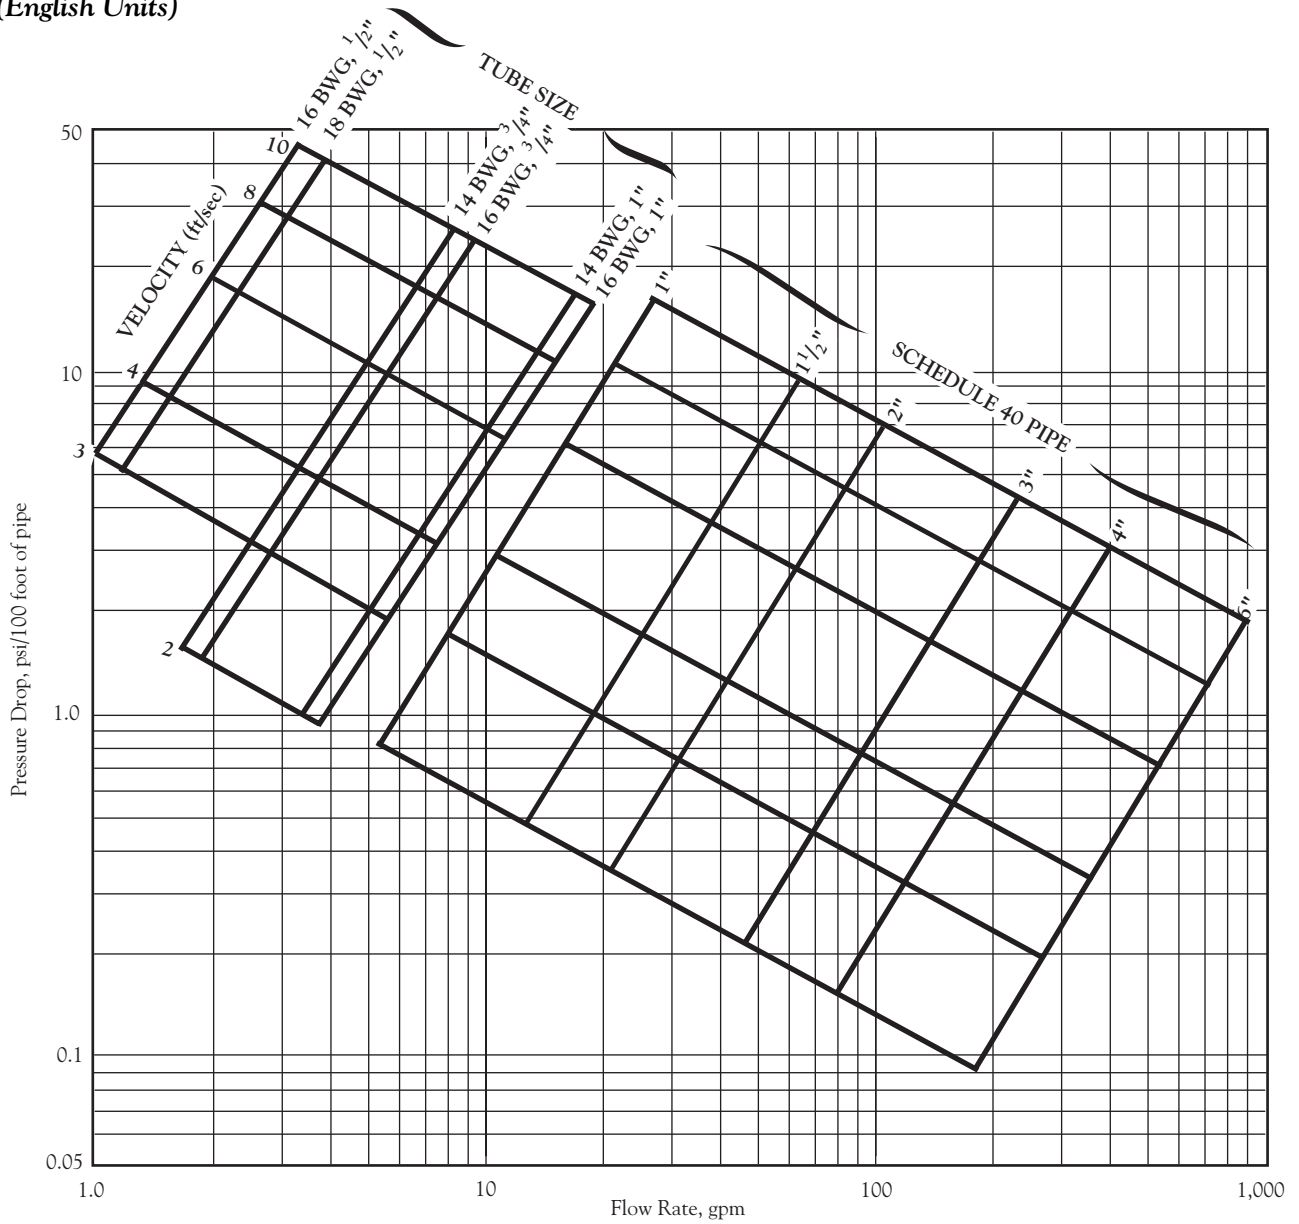 (English Units)
16 BWG, 1/2"
18 BWG, 1/2"
TUBE SIZE
14 BWG, 3/4"
16 BWG, 3/4"
14 BWG, 1"
16 BWG, 1"
1"
1 1/2"
SCHEDULE 40 PIPE
2"
3"
4"
6"
VELOCITY (ft/sec)
10
8
6
4
3
2
Pressure Drop, psi/100 foot of pipe
50
10
1.0
0.1
0.05
1.0
10
100
1,000
Flow Rate, gpm